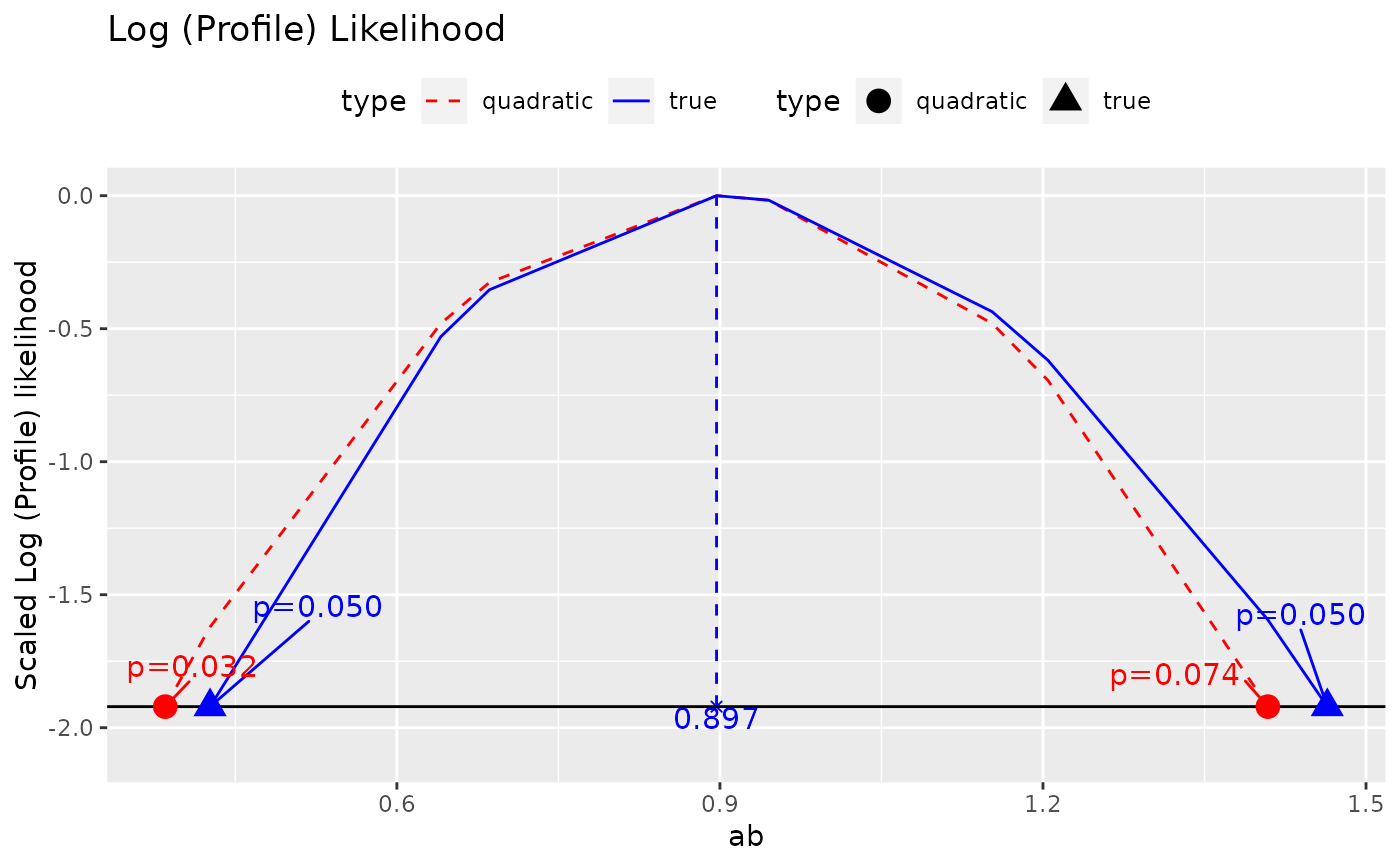 Log (Profile) Likelihood
type quadratic true type quadratic true
Scaled Log (Profile) likelihood
0.0
-0.5
-1.0
-1.5
-2.0
p=0.050
p=0.050
p=0.032
p=0.074
0.897
0.6 0.9 1.2 1.5
ab